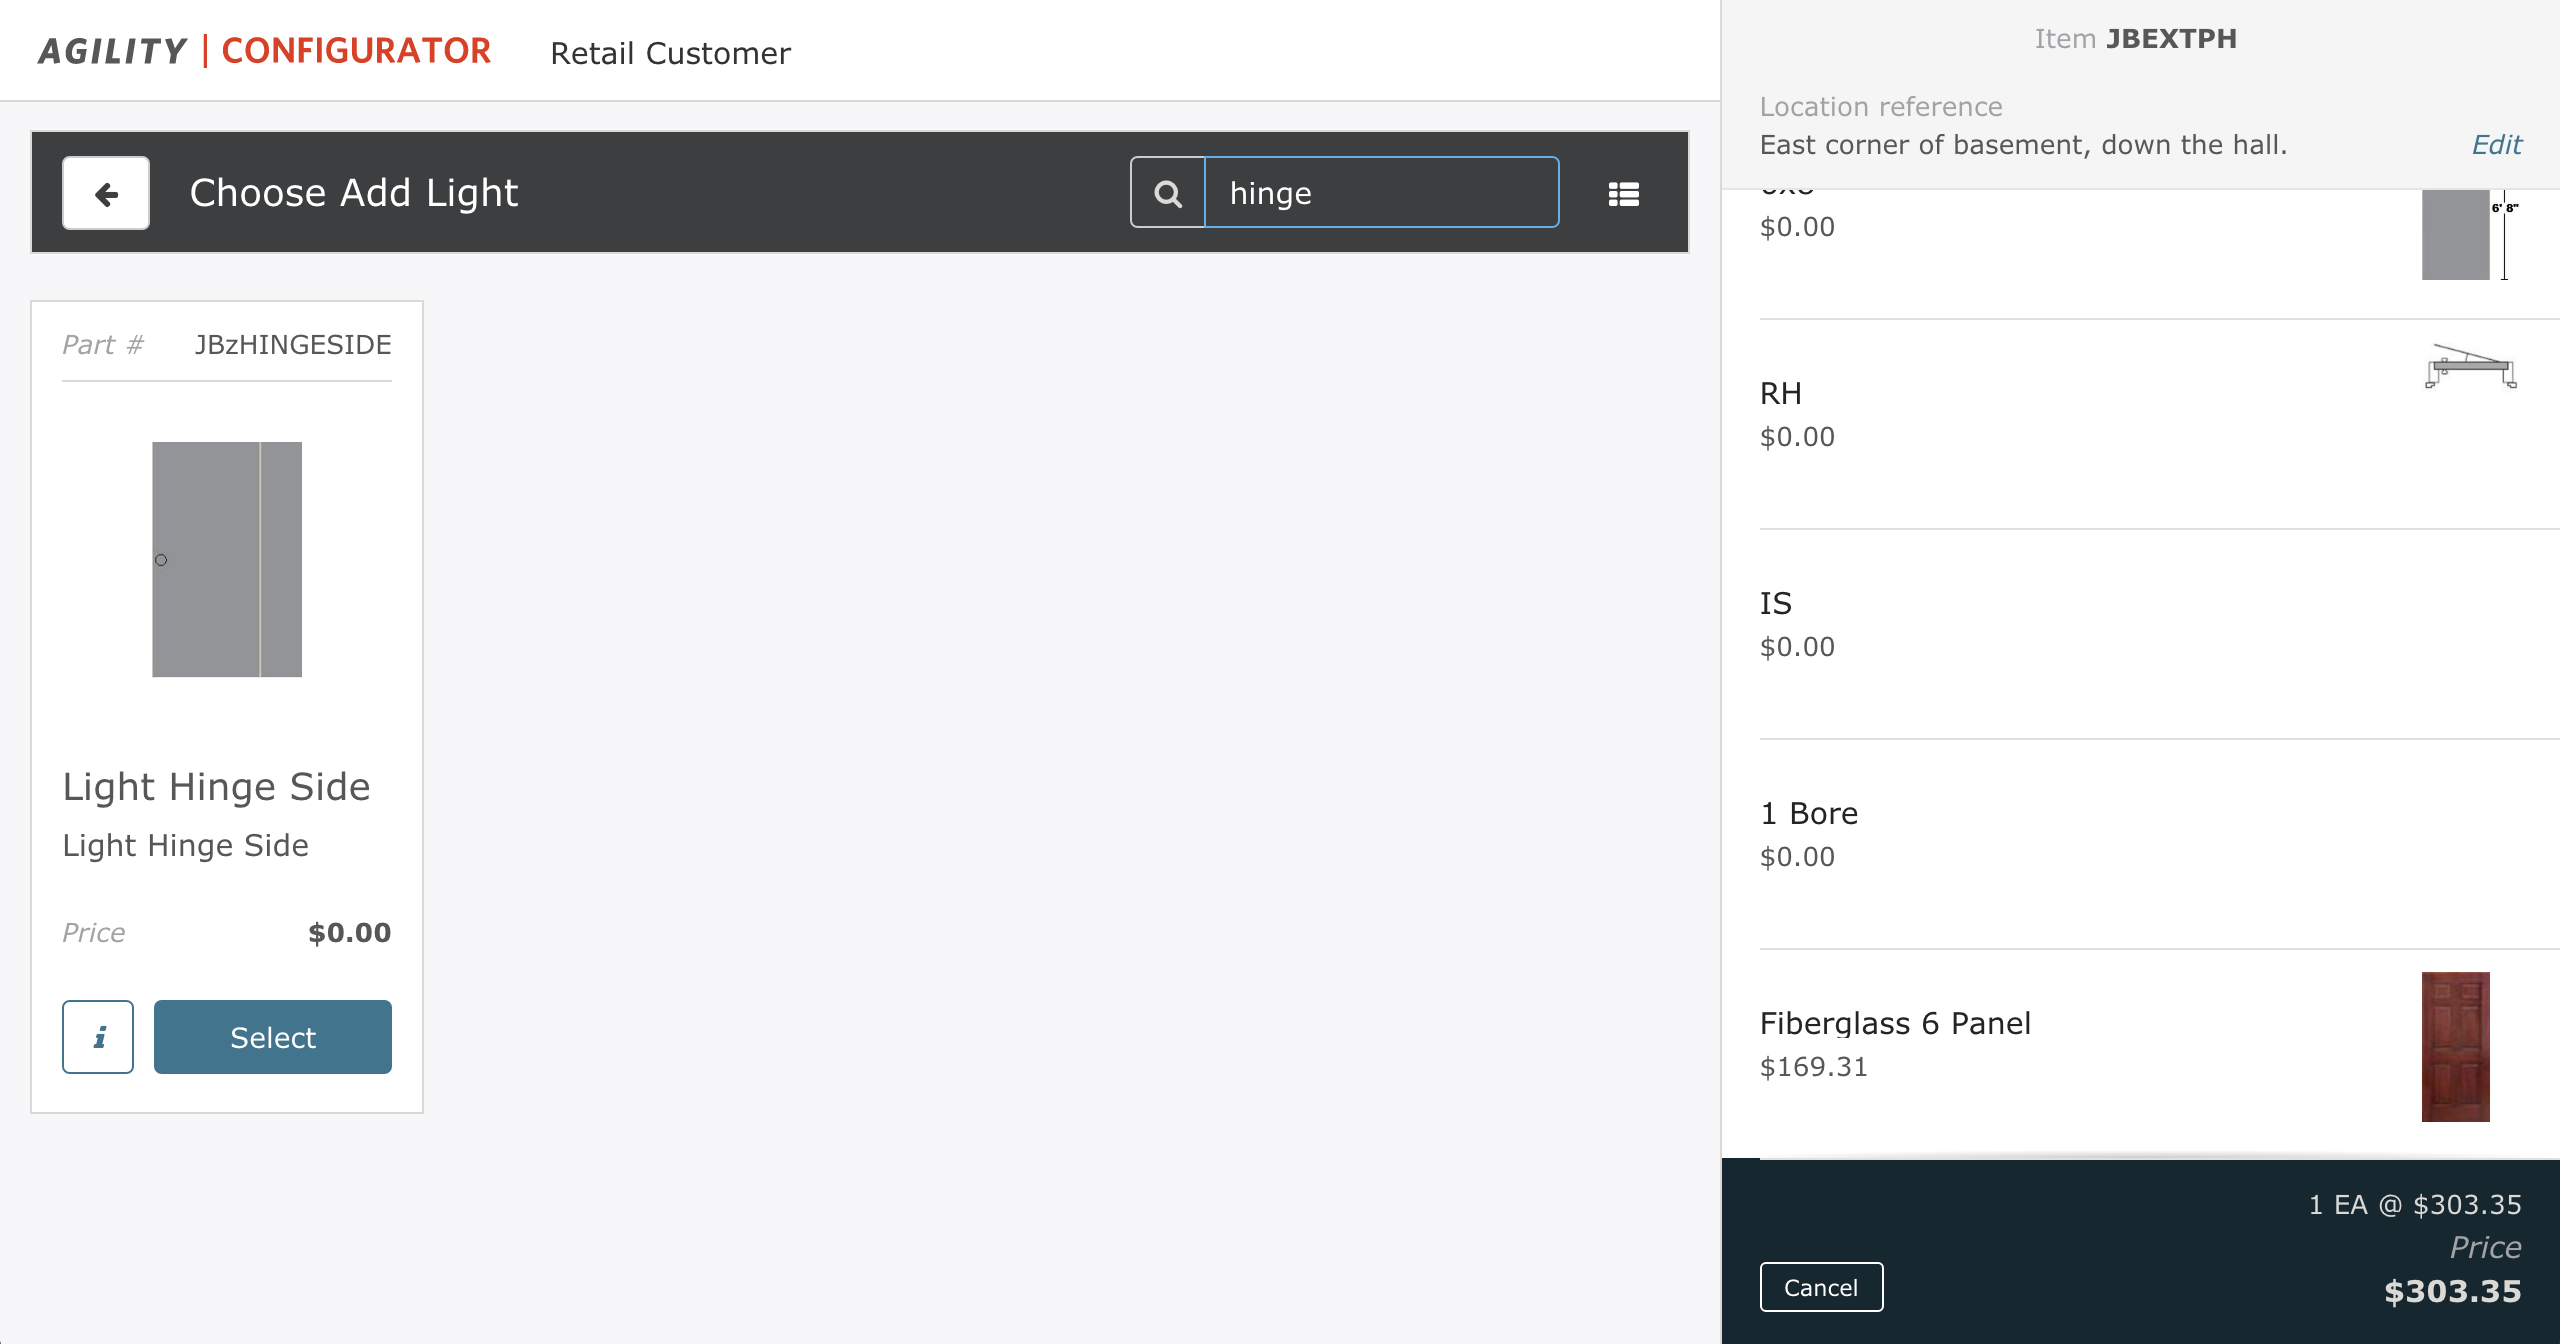 AGILITY | CONFIGURATOR Retail Customer
Choose Add Light
hinge
Part # JBzHINGESIDE
Light Hinge Side
Light Hinge Side
Price $0.00
i Select
Item JBEXTPH
Location reference
East corner of basement, down the hall. Edit
$0.00
6' 8"
RH
$0.00
IS
$0.00
1 Bore
$0.00
Fiberglass 6 Panel
$169.31
1 EA @ $303.35
Price
Cancel
$303.35